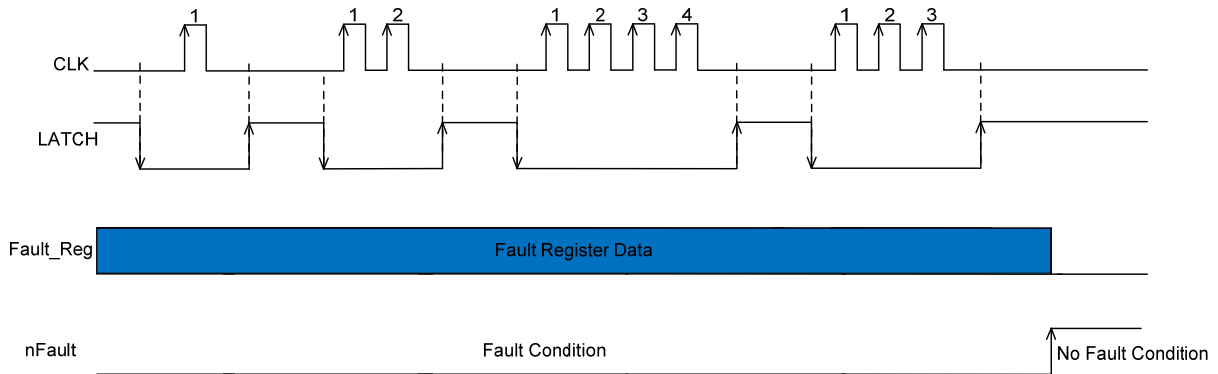 1 1 2 1 2 3 4 1 2 3
CLK
LATCH
Fault_Reg Fault Register Data
nFault Fault Condition No Fault Condition